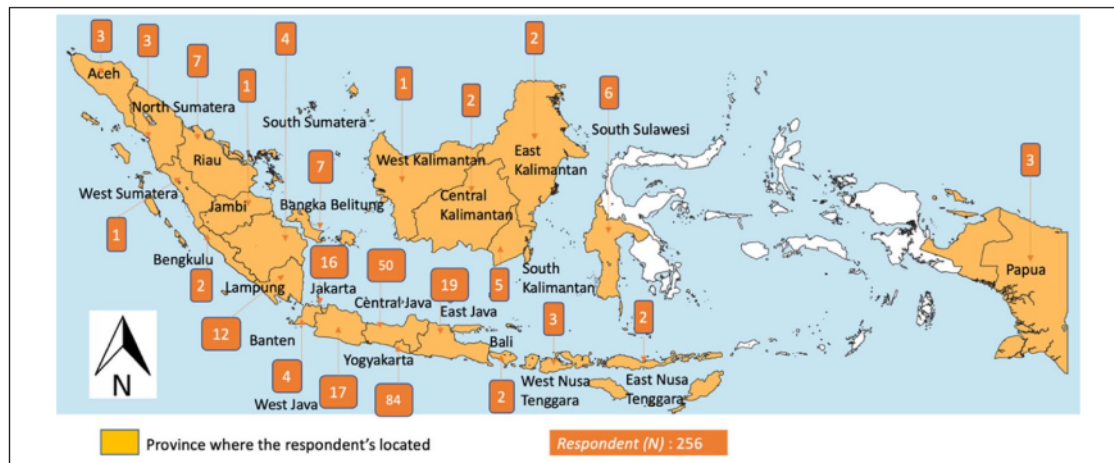 3
3
7
4
1
2
1
2
6
3
Aceh
North Sumatera
South Sumatera
South Sulawesi
Riau
West Kalimantan
East
Kalimantan
7
West Sumatera
Jambi
Bangka Belitung
Central
Kalimantan
1
Bengkulu
16
50
19
5
South
Kalimantan
Papua
2
Lampung
Jakarta
Central Java
East Java
3
2
12
Banten
Yogyakarta
Bali
4
17
84
2
West Nusa
Tenggara
East Nusa
Tenggara
West Java
N
Province where the respondent's located
Respondent (N) : 256